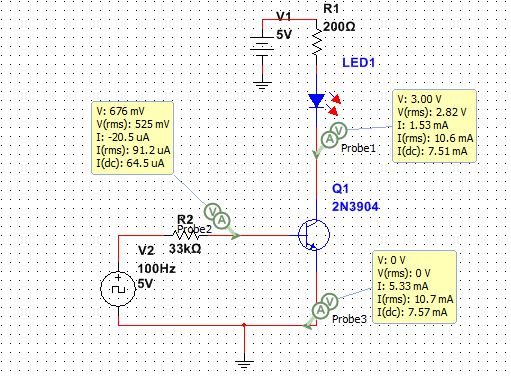 V1
5V
R1
200Ω
LED1
V: 676 mV
V(rms): 525 mV
I: -20.5 uA
I(rms): 91.2 uA
I(dc): 64.5 uA
V: 3.00 V
V(rms): 2.82 V
I: 1.53 mA
I(rms): 10.6 mA
I(dc): 7.51 mA
V
A
Probe1
Q1
2N3904
V
A
R2
Probe2
33kΩ
V2
100Hz
5V
V: 0 V
V(rms): 0 V
I: 5.33 mA
I(rms): 10.7 mA
I(dc): 7.57 mA
V
A
Probe3